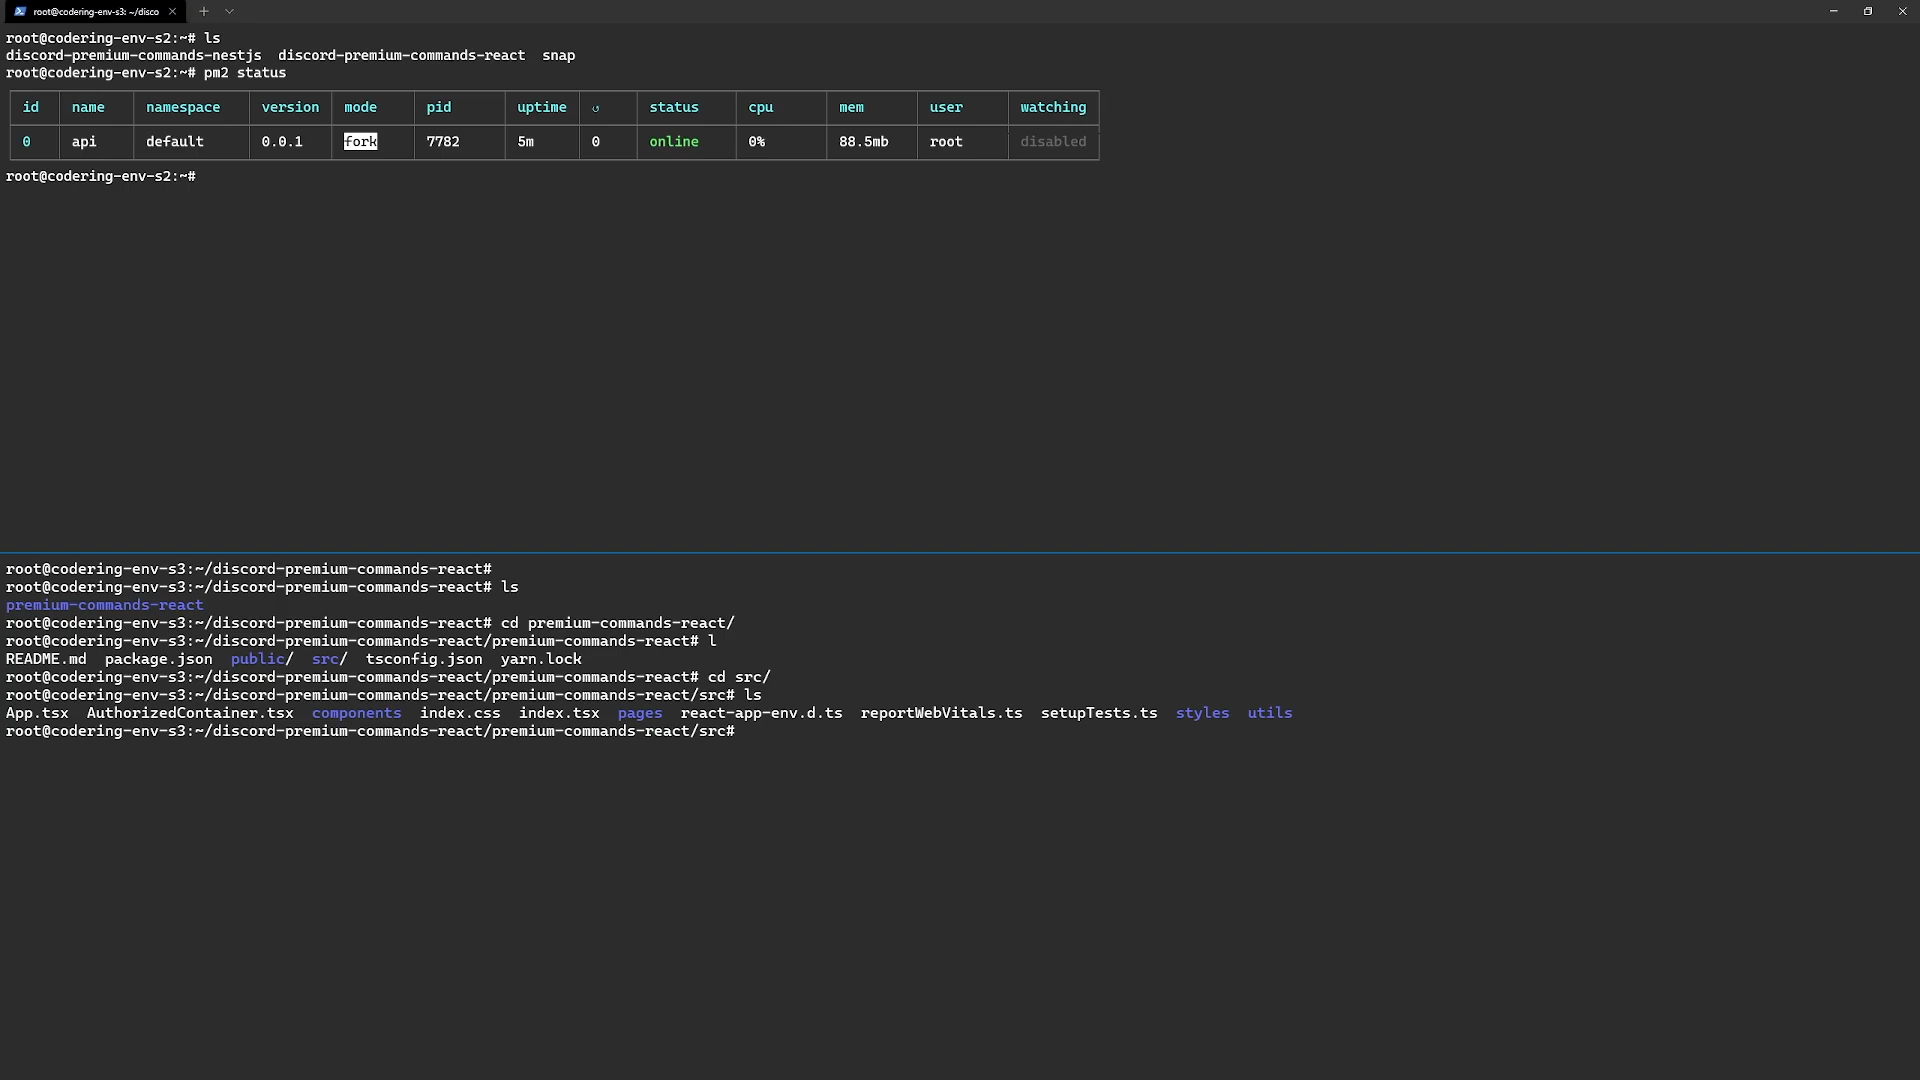 root@codering-env-s3: ~/disco
root@codering-env-s2:~# ls
discord-premium-commands-nestjs  discord-premium-commands-react  snap
root@codering-env-s2:~# pm2 status
id  name  namespace  version  mode  pid  uptime  ↺  status  cpu  mem  user  watching
0  api  default  0.0.1  fork  7782  5m  0  online  0%  88.5mb  root  disabled
root@codering-env-s2:~#
root@codering-env-s3:~/discord-premium-commands-react#
root@codering-env-s3:~/discord-premium-commands-react# ls
premium-commands-react
root@codering-env-s3:~/discord-premium-commands-react# cd premium-commands-react/
root@codering-env-s3:~/discord-premium-commands-react/premium-commands-react# l
README.md  package.json  public/  src/  tsconfig.json  yarn.lock
root@codering-env-s3:~/discord-premium-commands-react/premium-commands-react# cd src/
root@codering-env-s3:~/discord-premium-commands-react/premium-commands-react/src# ls
App.tsx  AuthorizedContainer.tsx  components  index.css  index.tsx  pages  react-app-env.d.ts  reportWebVitals.ts  setupTests.ts  styles  utils
root@codering-env-s3:~/discord-premium-commands-react/premium-commands-react/src#